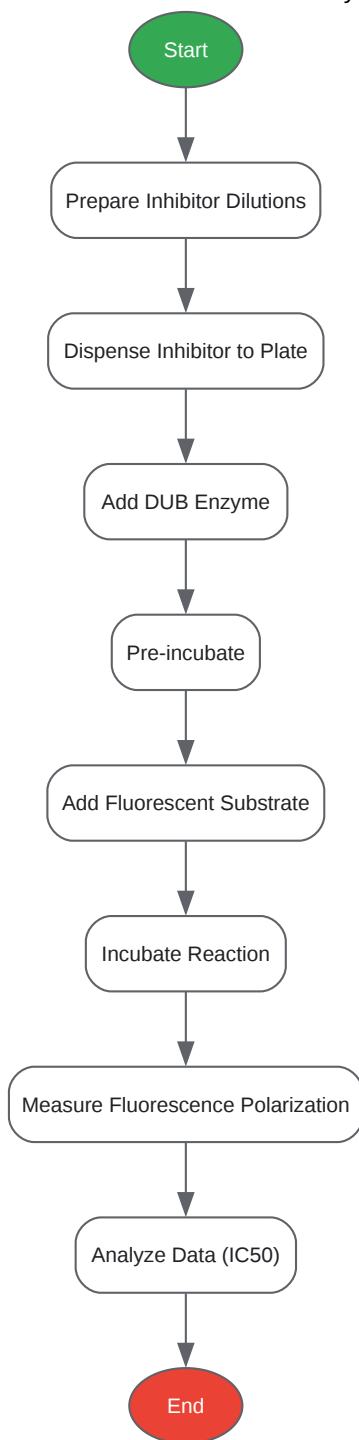 Start
Prepare Inhibitor Dilutions
Dispense Inhibitor to Plate
Add DUB Enzyme
Pre-incubate
Add Fluorescent Substrate
Incubate Reaction
Measure Fluorescence Polarization
Analyze Data (IC50)
End